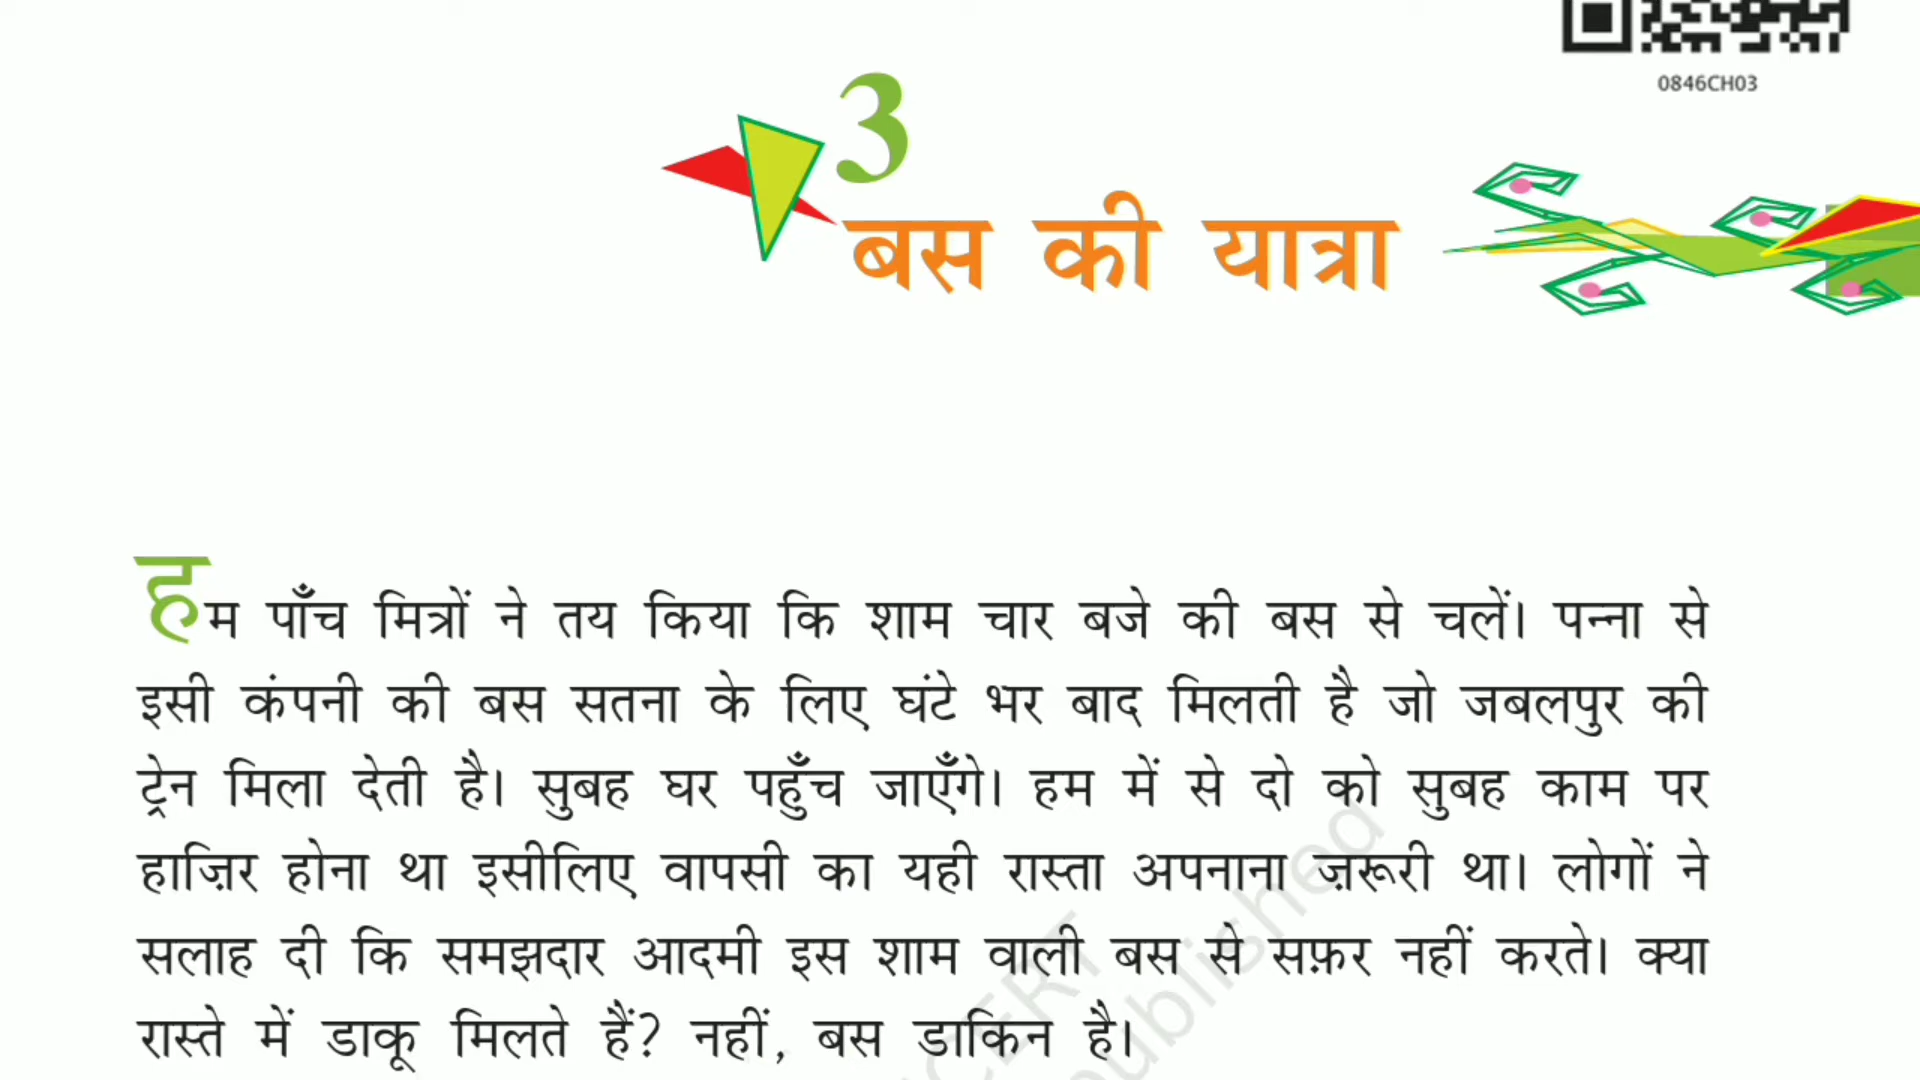 0846CH03
3
बस की यात्रा
हम पाँच मित्रों ने तय किया कि शाम चार बजे की बस से चलें। पन्ना से
इसी कंपनी की बस सतना के लिए घंटे भर बाद मिलती है जो जबलपुर की
ट्रेन मिला देती है। सुबह घर पहुँच जाएँगे। हम में से दो को सुबह काम पर
हाज़िर होना था इसीलिए वापसी का यही रास्ता अपनाना ज़रूरी था। लोगों ने
सलाह दी कि समझदार आदमी इस शाम वाली बस से सफ़र नहीं करते। क्या
रास्ते में डाकू मिलते हैं? नहीं, बस डाकिन है।